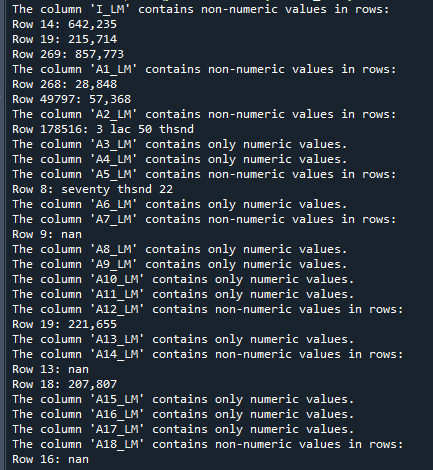 The column 'I_LM' contains non-numeric values in rows:
Row 14: 642,235
Row 19: 215,714
Row 269: 857,773
The column 'A1_LM' contains non-numeric values in rows:
Row 268: 28,848
Row 49797: 57,368
The column 'A2_LM' contains non-numeric values in rows:
Row 178516: 3 lac 50 thsnd
The column 'A3_LM' contains only numeric values.
The column 'A4_LM' contains only numeric values.
The column 'A5_LM' contains non-numeric values in rows:
Row 8: seventy thsnd 22
The column 'A6_LM' contains only numeric values.
The column 'A7_LM' contains non-numeric values in rows:
Row 9: nan
The column 'A8_LM' contains only numeric values.
The column 'A9_LM' contains only numeric values.
The column 'A10_LM' contains only numeric values.
The column 'A11_LM' contains only numeric values.
The column 'A12_LM' contains non-numeric values in rows:
Row 19: 221,655
The column 'A13_LM' contains only numeric values.
The column 'A14_LM' contains non-numeric values in rows:
Row 13: nan
Row 18: 207,807
The column 'A15_LM' contains only numeric values.
The column 'A16_LM' contains only numeric values.
The column 'A17_LM' contains only numeric values.
The column 'A18_LM' contains non-numeric values in rows:
Row 16: nan